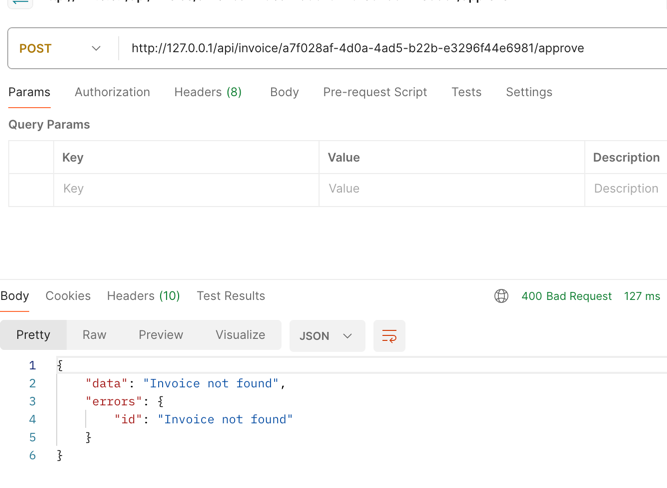 POST http://127.0.0.1/api/invoice/a7f028af-4d0a-4ad5-b22b-e3296f44e6981/approve
Params Authorization Headers (8) Body Pre-request Script Tests Settings
Query Params
Key Value Description
Key Value Description
Body Cookies Headers (10) Test Results 400 Bad Request 127 ms
Pretty Raw Preview Visualize JSON
1 {
2 "data": "Invoice not found",
3 "errors": {
4 "id": "Invoice not found"
5 }
6 }